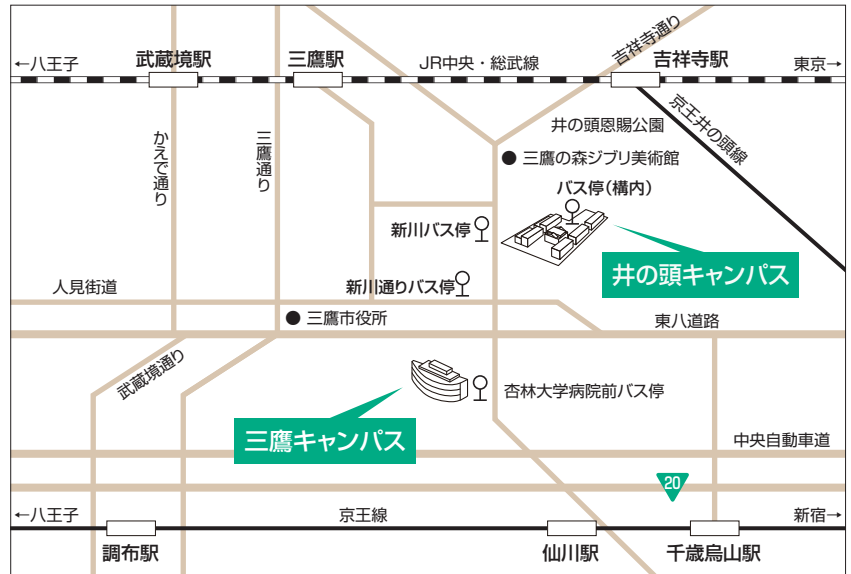 吉祥寺通り
←八王子
武蔵境駅
三鷹駅
JR中央・総武線
吉祥寺駅
東京→
京王井の頭線
かえで通り
三鷹通り
井の頭恩賜公園
三鷹の森ジブリ美術館
バス停(構内)
新川バス停
井の頭キャンパス
人見街道
新川通りバス停
三鷹市役所
東八道路
武蔵境通り
杏林大学病院前バス停
三鷹キャンパス
中央自動車道
20
←八王子
京王線
新宿→
調布駅
仙川駅
千歳烏山駅